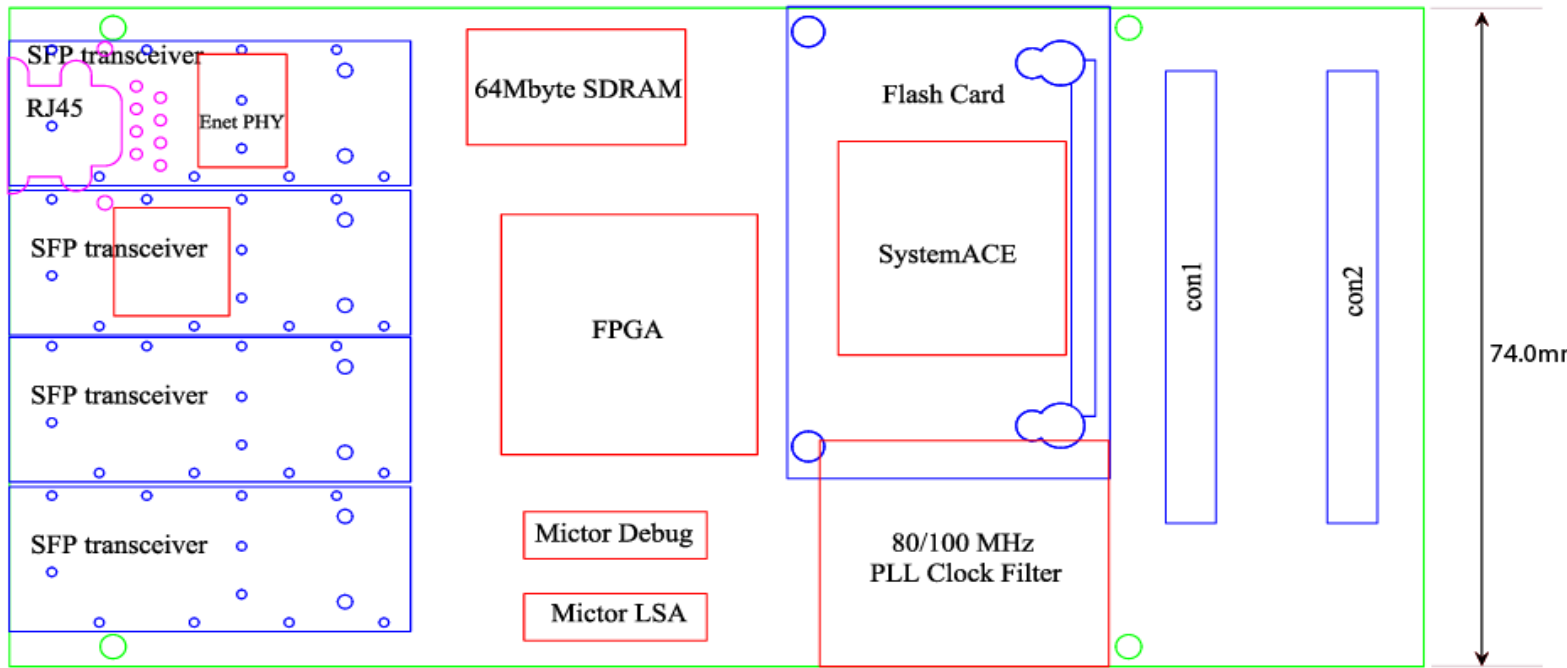 SFP transceiver
RJ45
Enet PHY
64Mbyte SDRAM
Flash Card
SFP transceiver
SystemACE
con1
con2
FPGA
74.0mm
SFP transceiver
SFP transceiver
Mictor Debug
80/100 MHz
PLL Clock Filter
Mictor LSA